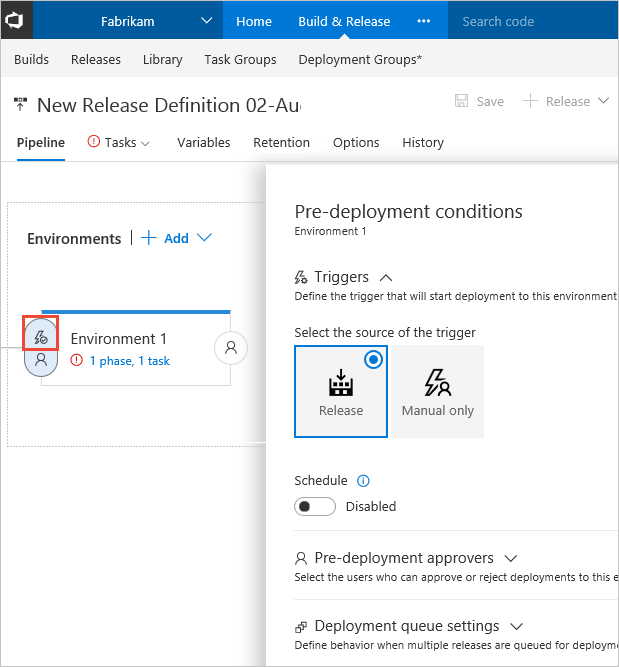 Fabrikam Home Build & Release ••• Search code
Builds Releases Library Task Groups Deployment Groups*
New Release Definition 02-Au
Save Release
Pipeline Tasks Variables Retention Options History
Pre-deployment conditions
Environment 1
Environments | + Add
Triggers
Define the trigger that will start deployment to this environment
Select the source of the trigger
Environment 1
1 phase, 1 task
Release Manual only
Schedule
Disabled
Pre-deployment approvers
Select the users who can approve or reject deployments to this e
Deployment queue settings
Define behavior when multiple releases are queued for deploym